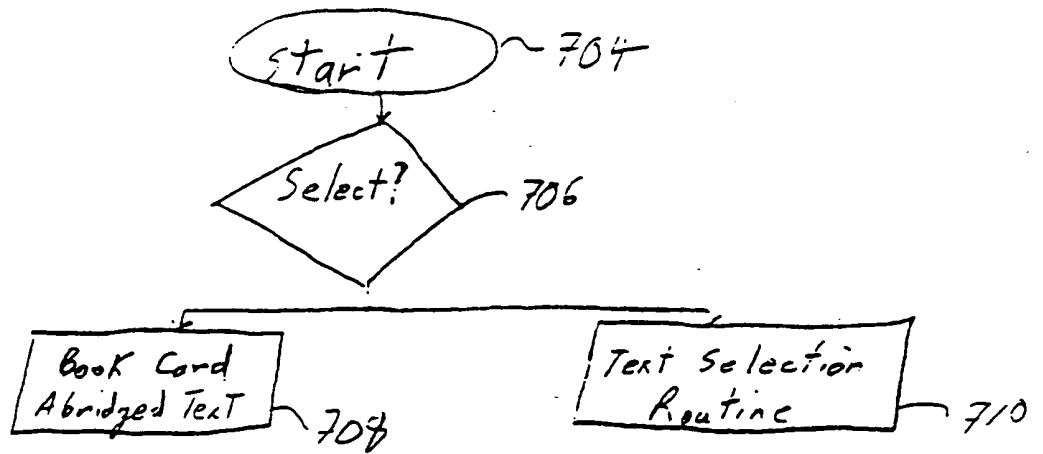 Start
704
Select?
706
Book Card
Abridged Text
708
Text Selection
Routine
710